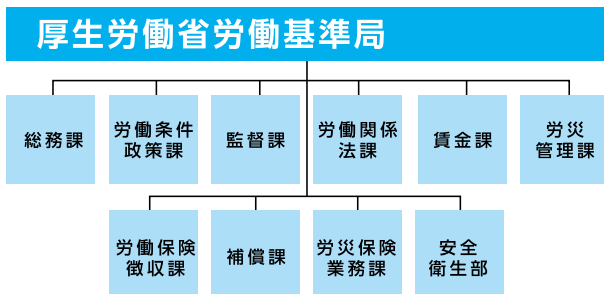 厚生労働省労働基準局
総務課
労働条件
政策課
監督課
労働関係
法課
賃金課
労災
管理課
労働保険
徴収課
補償課
労災保険
業務課
安全
衛生部